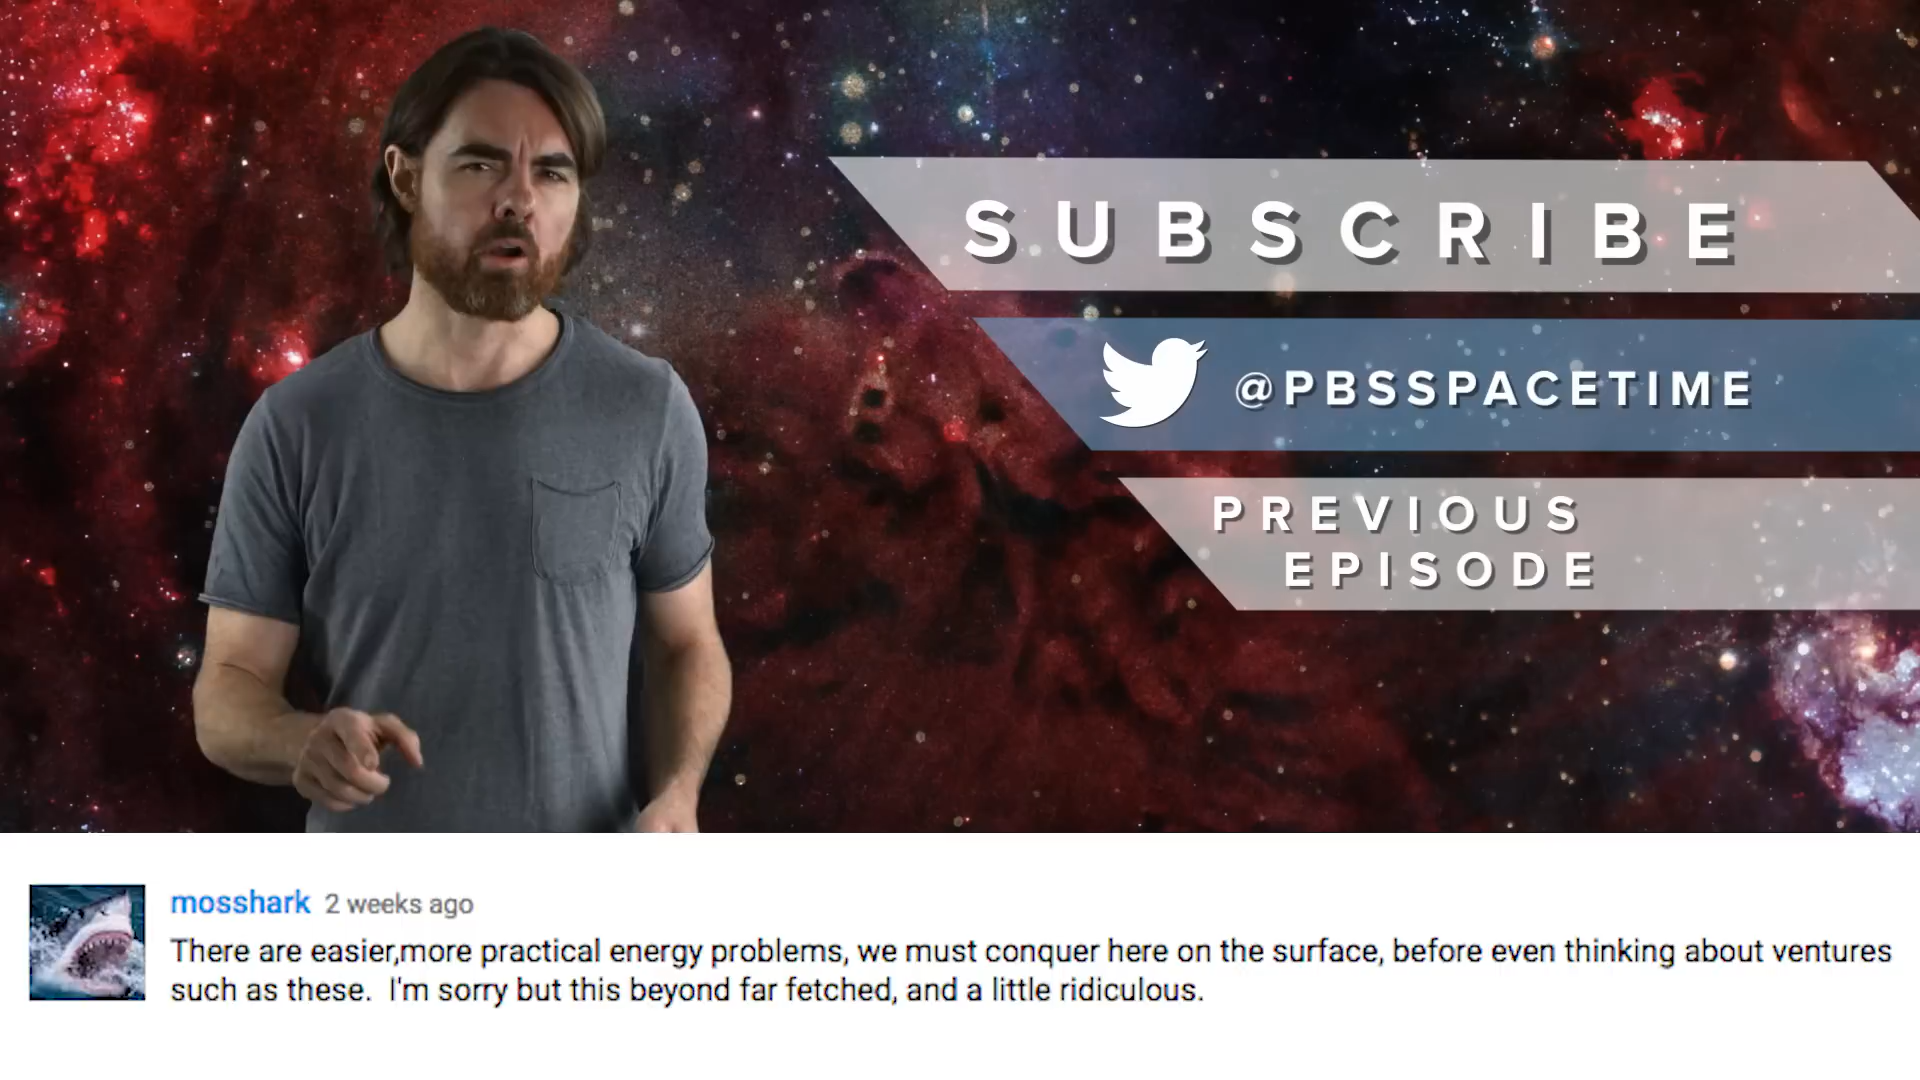 SUBSCRIBE
@PBSSPACETIME
PREVIOUS
EPISODE
mosshark 2 weeks ago
There are easier,more practical energy problems, we must conquer here on the surface, before even thinking about ventures
such as these.  I'm sorry but this beyond far fetched, and a little ridiculous.